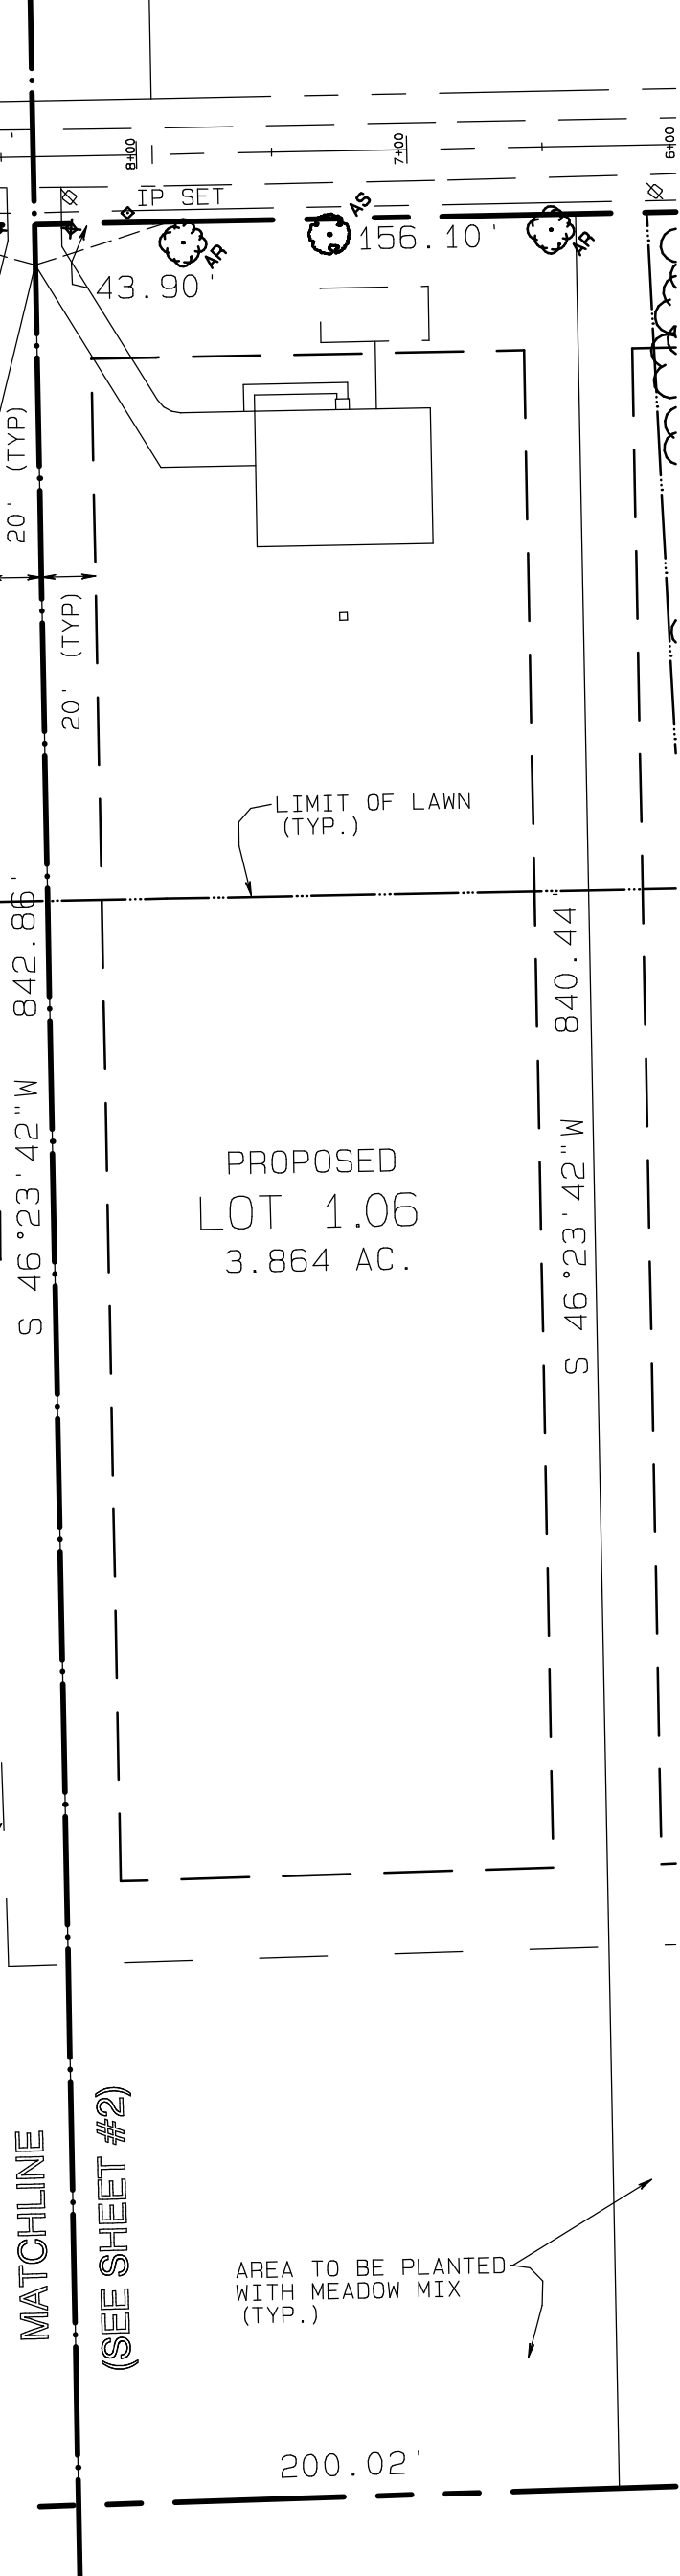 8+00
7+00
6+00
IP SET
AS
AR
156.10'
AR
43.90'
20' (TYP)
20' (TYP)
LIMIT OF LAWN
(TYP.)
S 46°23'42"W 842.86'
S 46°23'42"W 840.44'
PROPOSED
LOT 1.06
3.864 AC.
MATCHLINE
(SEE SHEET #2)
AREA TO BE PLANTED
WITH MEADOW MIX
(TYP.)
200.02'